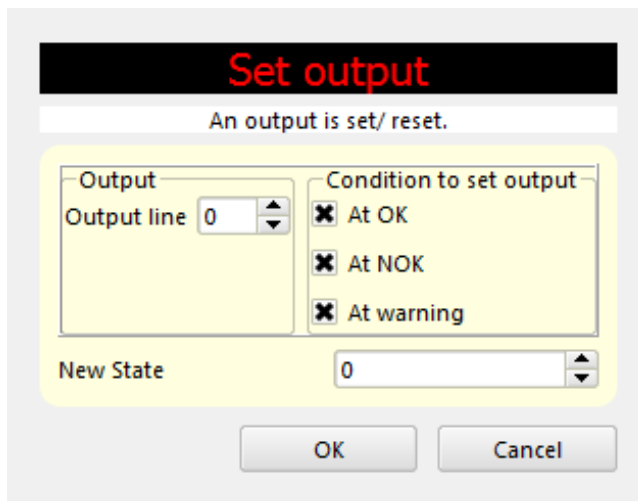 Set output
An output is set/ reset.
Output
Output line 0
Condition to set output
At OK
At NOK
At warning
New State 0
OK Cancel